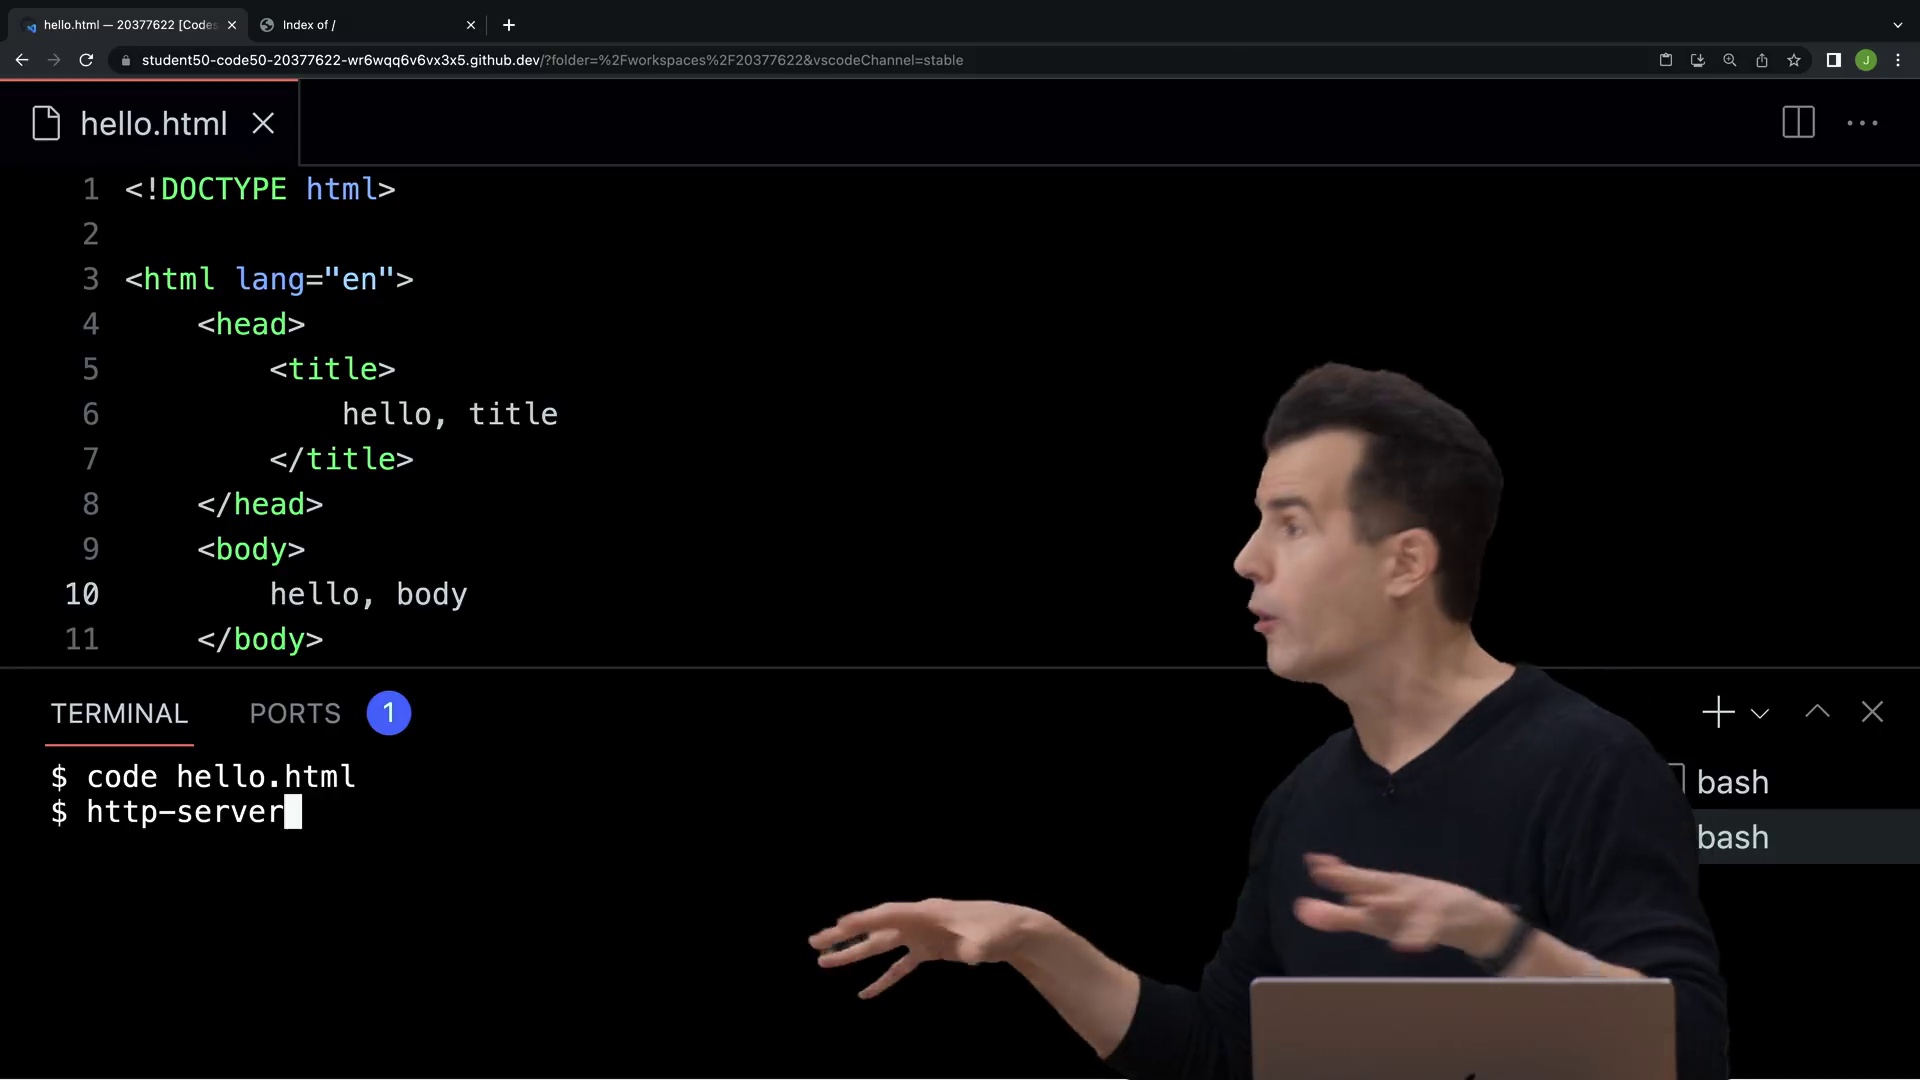 hello.html — 20377622 [Codes
Index of /
student50-code50-20377622-wr6wqq6v6vx3x5.github.dev/?folder=%2Fworkspaces%2F20377622&vscodeChannel=stable
J
hello.html
1 <!DOCTYPE html>
2
3 <html lang="en">
4 <head>
5 <title>
6 hello, title
7 </title>
8 </head>
9 <body>
10 hello, body
11 </body>
TERMINAL PORTS 1
$ code hello.html
$ http-server
bash
bash